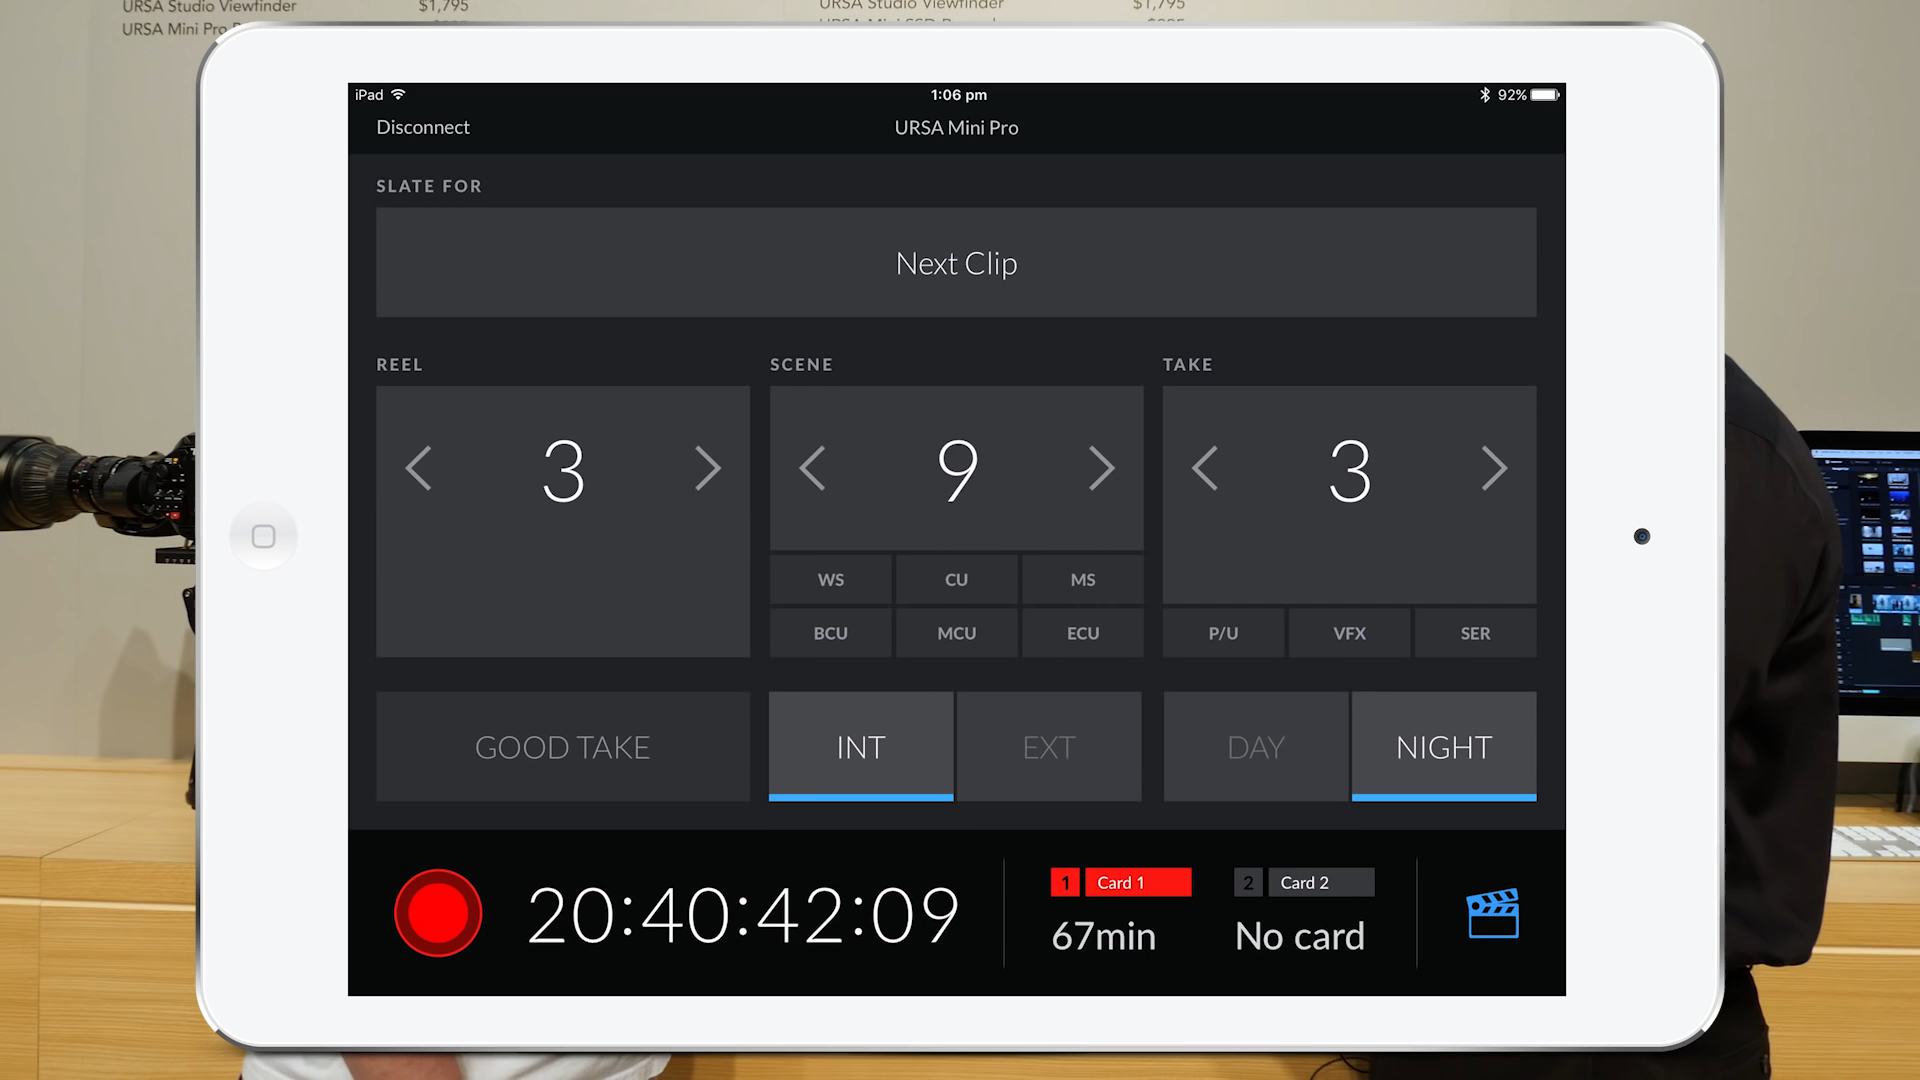 URSA Studio Viewfinder $1,795 URSA Studio Viewfinder $1,795
URSA Mini Pro
iPad 1:06 pm 92%
Disconnect URSA Mini Pro
SLATE FOR
Next Clip
REEL SCENE TAKE
3 9 3
WS CU MS
BCU MCU ECU P/U VFX SER
GOOD TAKE INT EXT DAY NIGHT
1 Card 1 2 Card 2
20:40:42:09 67min No card